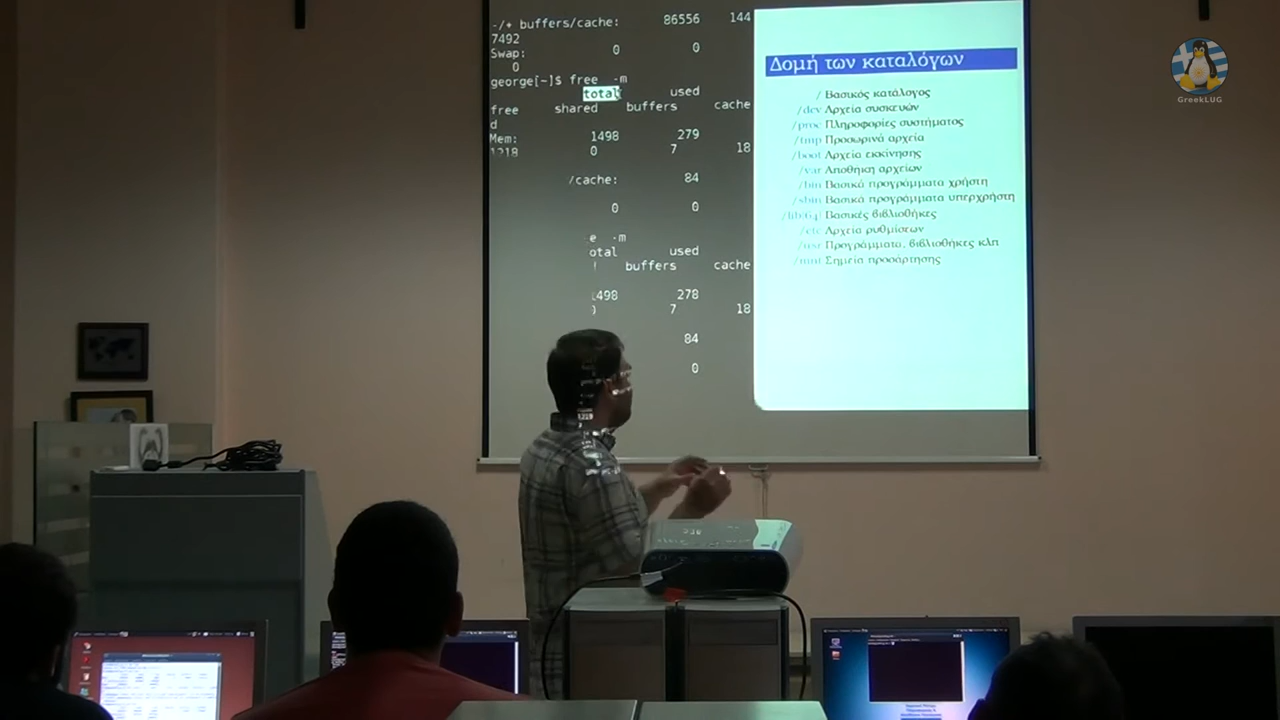 -/+ buffers/cache: 86556 144
7492
Swap: 0 0
0
george[~]$ free -m
total used
free shared buffers cache
d
Mem: 1498 279
1218 0 7 18
/cache: 84
0 0
e -m
otal used
buffers cache
1498 278
7 18
84
0
Δομή των καταλόγων
/ Βασικός κατάλογος
/dev Αρχεία συσκευών
/proc Πληροφορίες συστήματος
/tmp Προσωρινά αρχεία
/boot Αρχεία εκκίνησης
/var Αποθήκη αρχείων
/bin Βασικά προγράμματα χρήστη
/sbin Βασικά προγράμματα υπερχρήστη
/lib(64) Βασικές βιβλιοθήκες
/etc Αρχεία ρυθμίσεων
/usr Προγράμματα, βιβλιοθήκες κλπ
/mnt Σημεία προσάρτησης
GreekLUG